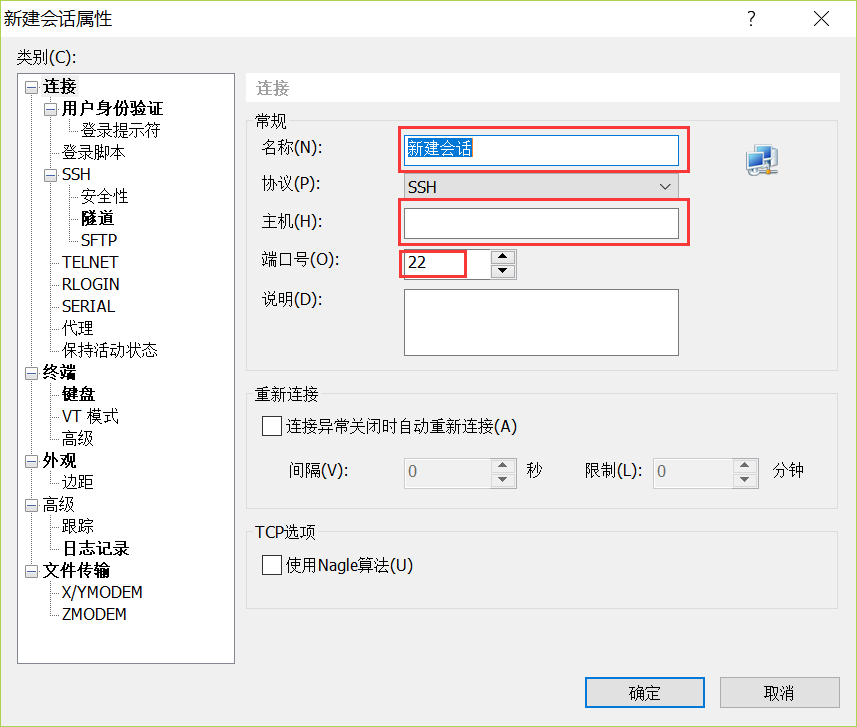 新建会话属性
?
类别(C):
连接
用户身份验证
登录提示符
登录脚本
SSH
安全性
隧道
SFTP
TELNET
RLOGIN
SERIAL
代理
保持活动状态
终端
键盘
VT 模式
高级
外观
边距
高级
跟踪
日志记录
文件传输
X/YMODEM
ZMODEM
连接
常规
名称(N):
新建会话
协议(P):
SSH
主机(H):
端口号(O):
22
说明(D):
重新连接
连接异常关闭时自动重新连接(A)
间隔(V):
0
秒
限制(L):
0
分钟
TCP选项
使用Nagle算法(U)
确定
取消